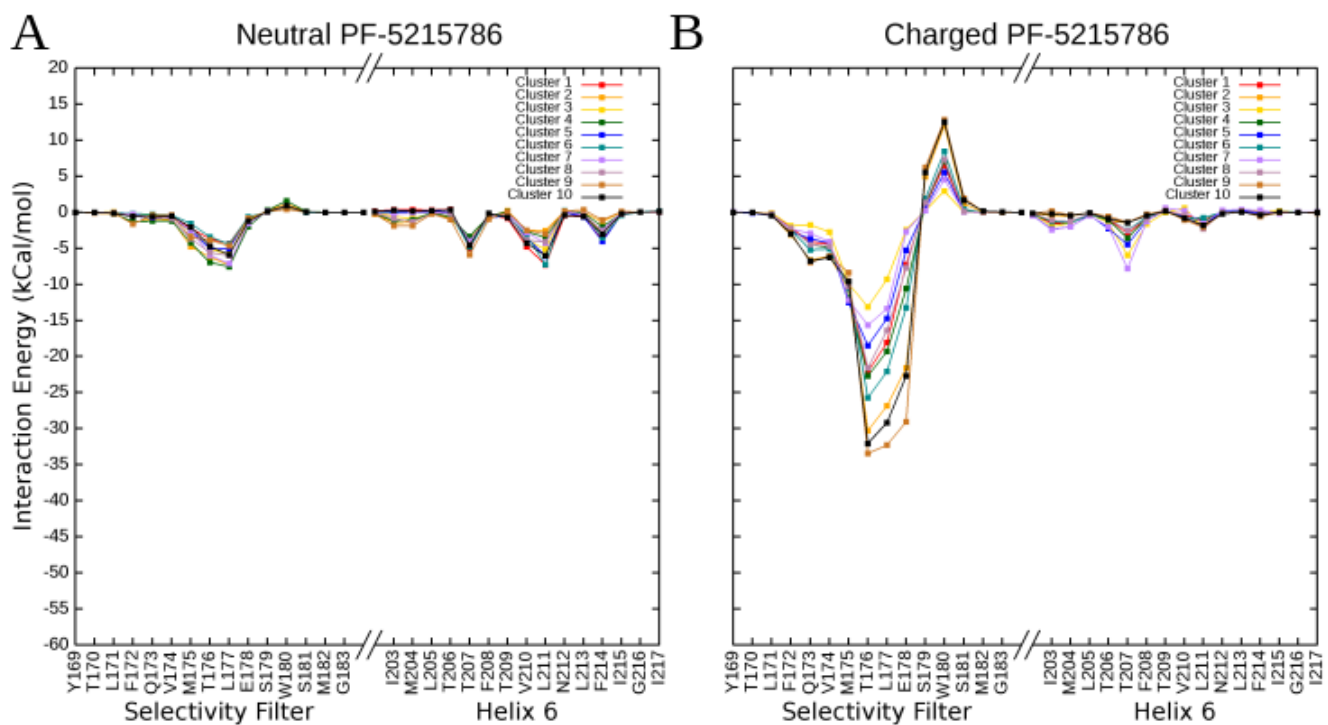 A
Neutral PF-5215786
B
Charged PF-5215786
Interaction Energy (kCal/mol)
20
15
10
5
0
-5
-10
-15
-20
-25
-30
-35
-40
-45
-50
-55
-60
Cluster 1
Cluster 2
Cluster 3
Cluster 4
Cluster 5
Cluster 6
Cluster 7
Cluster 8
Cluster 9
Cluster 10
Cluster 1
Cluster 2
Cluster 3
Cluster 4
Cluster 5
Cluster 6
Cluster 7
Cluster 8
Cluster 9
Cluster 10
Y169
T170
L171
F172
Q173
V174
M175
T176
L177
E178
S179
W180
S181
M182
G183
I203
M204
L205
T206
T207
F208
T209
V210
L211
N212
L213
F214
I215
G216
I217
Y169
T170
L171
F172
Q173
V174
M175
T176
L177
E178
S179
W180
S181
M182
G183
I203
M204
L205
T206
T207
F208
T209
V210
L211
N212
L213
F214
I215
G216
I217
Selectivity Filter
Helix 6
Selectivity Filter
Helix 6